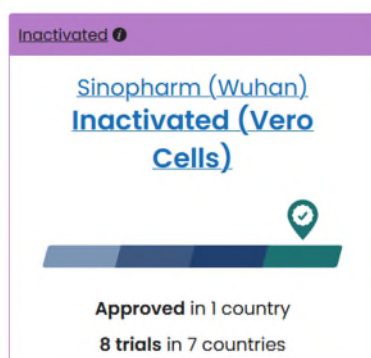 Inactivated
Sinopharm (Wuhan)
Inactivated (Vero
Cells)
Approved in 1 country
8 trials in 7 countries